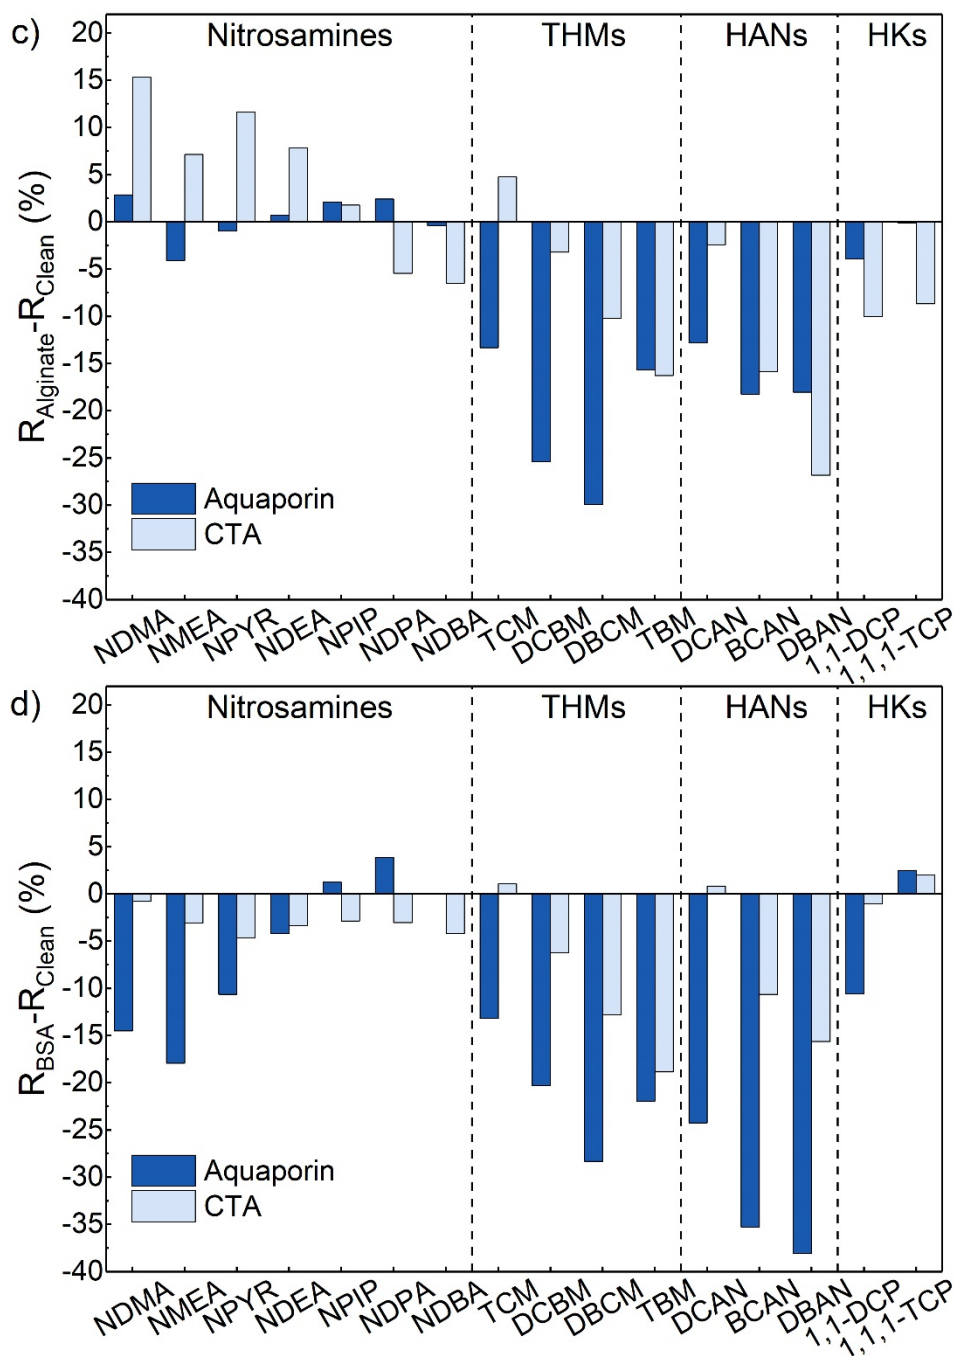 c)
Nitrosamines THMs HANs HKs
20
15
10
5
0
-5
-10
-15
-20
-25
-30
-35
-40
R_Alginate-R_Clean (%)
Aquaporin
CTA
NDMA NMEA NPYR NDEA NPIP NDPA NDBA TCM DCBM DBCM TBM DCAN BCAN DBAN 1,1-DCP 1,1,1-TCP
d)
Nitrosamines THMs HANs HKs
20
15
10
5
0
-5
-10
-15
-20
-25
-30
-35
-40
R_BSA-R_Clean (%)
Aquaporin
CTA
NDMA NMEA NPYR NDEA NPIP NDPA NDBA TCM DCBM DBCM TBM DCAN BCAN DBAN 1,1-DCP 1,1,1-TCP